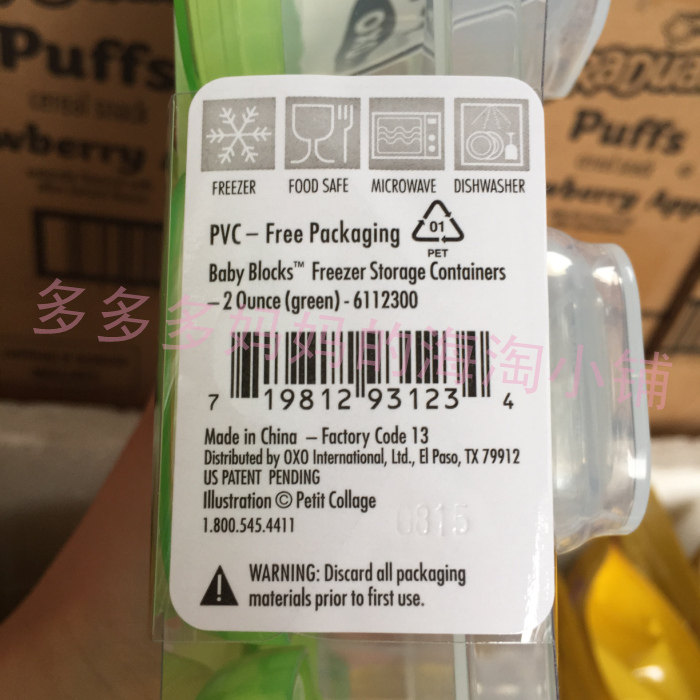 Puffs
cereal snack
Puffs
FREEZER FOOD SAFE MICROWAVE DISHWASHER
PVC – Free Packaging
01
PET
Baby Blocks™ Freezer Storage Containers
– 2 Ounce (green) - 6112300
多多多妈妈的海淘小铺
7 19812 93123 4
Made in China – Factory Code 13
Distributed by OXO International, Ltd., El Paso, TX 79912
US PATENT PENDING
Illustration © Petit Collage
1.800.545.4411
0815
WARNING: Discard all packaging
materials prior to first use.